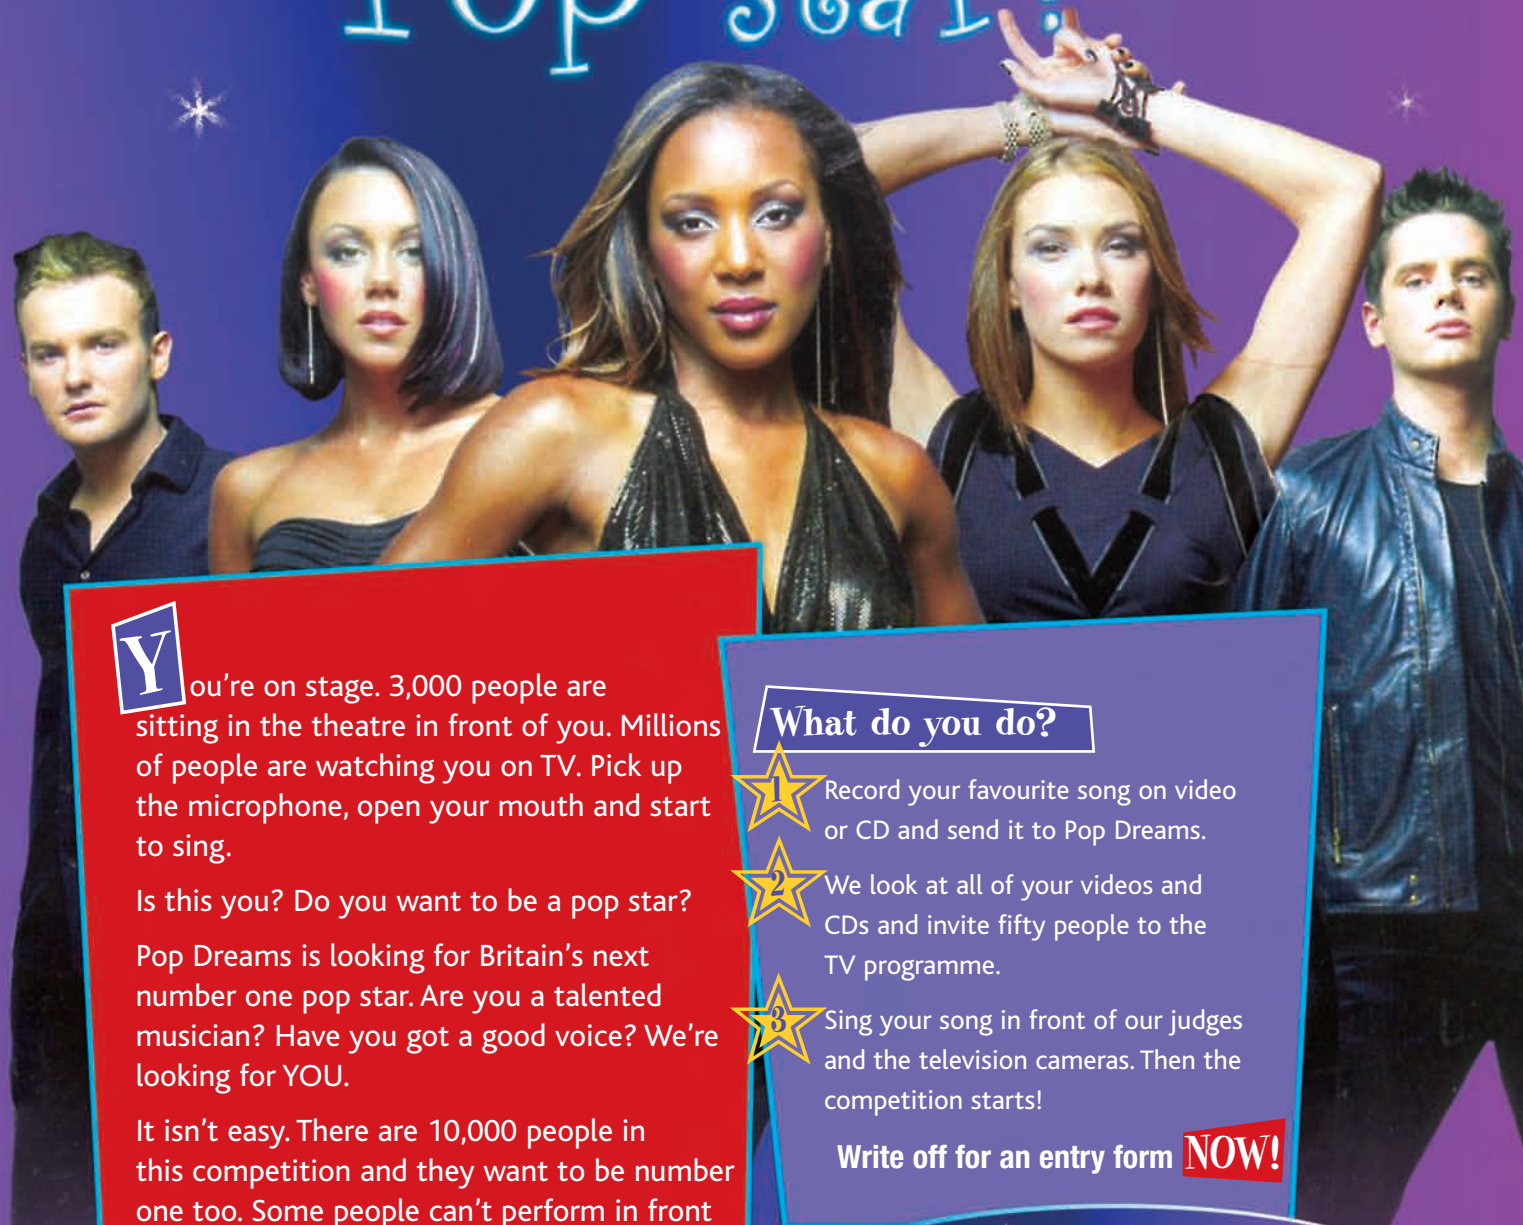 Pop Star?
You're on stage. 3,000 people are
sitting in the theatre in front of you. Millions
of people are watching you on TV. Pick up
the microphone, open your mouth and start
to sing.
Is this you? Do you want to be a pop star?
Pop Dreams is looking for Britain's next
number one pop star. Are you a talented
musician? Have you got a good voice? We're
looking for YOU.
It isn't easy. There are 10,000 people in
this competition and they want to be number
one too. Some people can't perform in front
What do you do?
1 Record your favourite song on video
or CD and send it to Pop Dreams.
2 We look at all of your videos and
CDs and invite fifty people to the
TV programme.
3 Sing your song in front of our judges
and the television cameras. Then the
competition starts!
Write off for an entry form NOW!